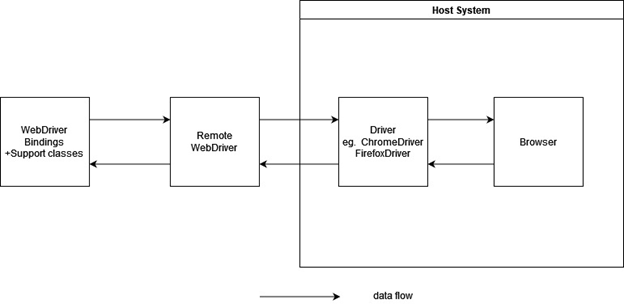 Host System
WebDriver
Bindings
+Support classes
Remote
WebDriver
Driver
eg. ChromeDriver
FirefoxDriver
Browser
data flow